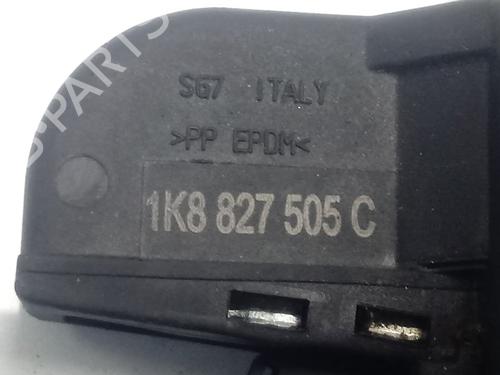 SG7 ITALY
>PP EPDM<
1K8 827 505 C